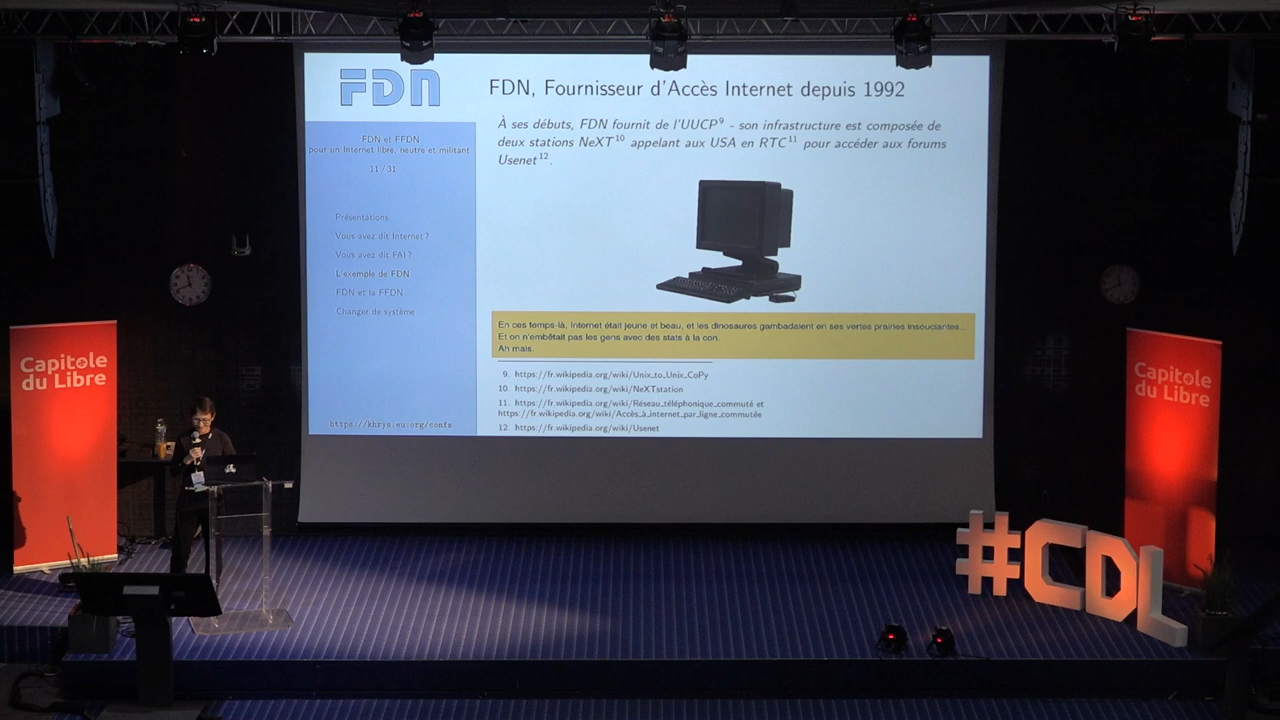 FDN
FDN et FFDN
pour un Internet libre, neutre et militant
11 / 31
Présentations
Vous avez dit Internet ?
Vous avez dit FAI ?
L'exemple de FDN
FDN et la FFDN
Changer de système
https://khrys.eu.org/confs
FDN, Fournisseur d'Accès Internet depuis 1992
À ses débuts, FDN fournit de l'UUCP9 - son infrastructure est composée de
deux stations NeXT10 appelant aux USA en RTC11 pour accéder aux forums
Usenet12.
En ces temps-là, Internet était jeune et beau, et les dinosaures gambadaient en ses vertes prairies insouciantes...
Et on n'embêtait pas les gens avec des stats à la con.
Ah mais.
9. https://fr.wikipedia.org/wiki/Unix_to_Unix_CoPy
10. https://fr.wikipedia.org/wiki/NeXTstation
11. https://fr.wikipedia.org/wiki/Réseau_téléphonique_commuté et
https://fr.wikipedia.org/wiki/Accès_à_internet_par_ligne_commutée
12. https://fr.wikipedia.org/wiki/Usenet
Capitole
du Libre
Capitole
du Libre
#CDL